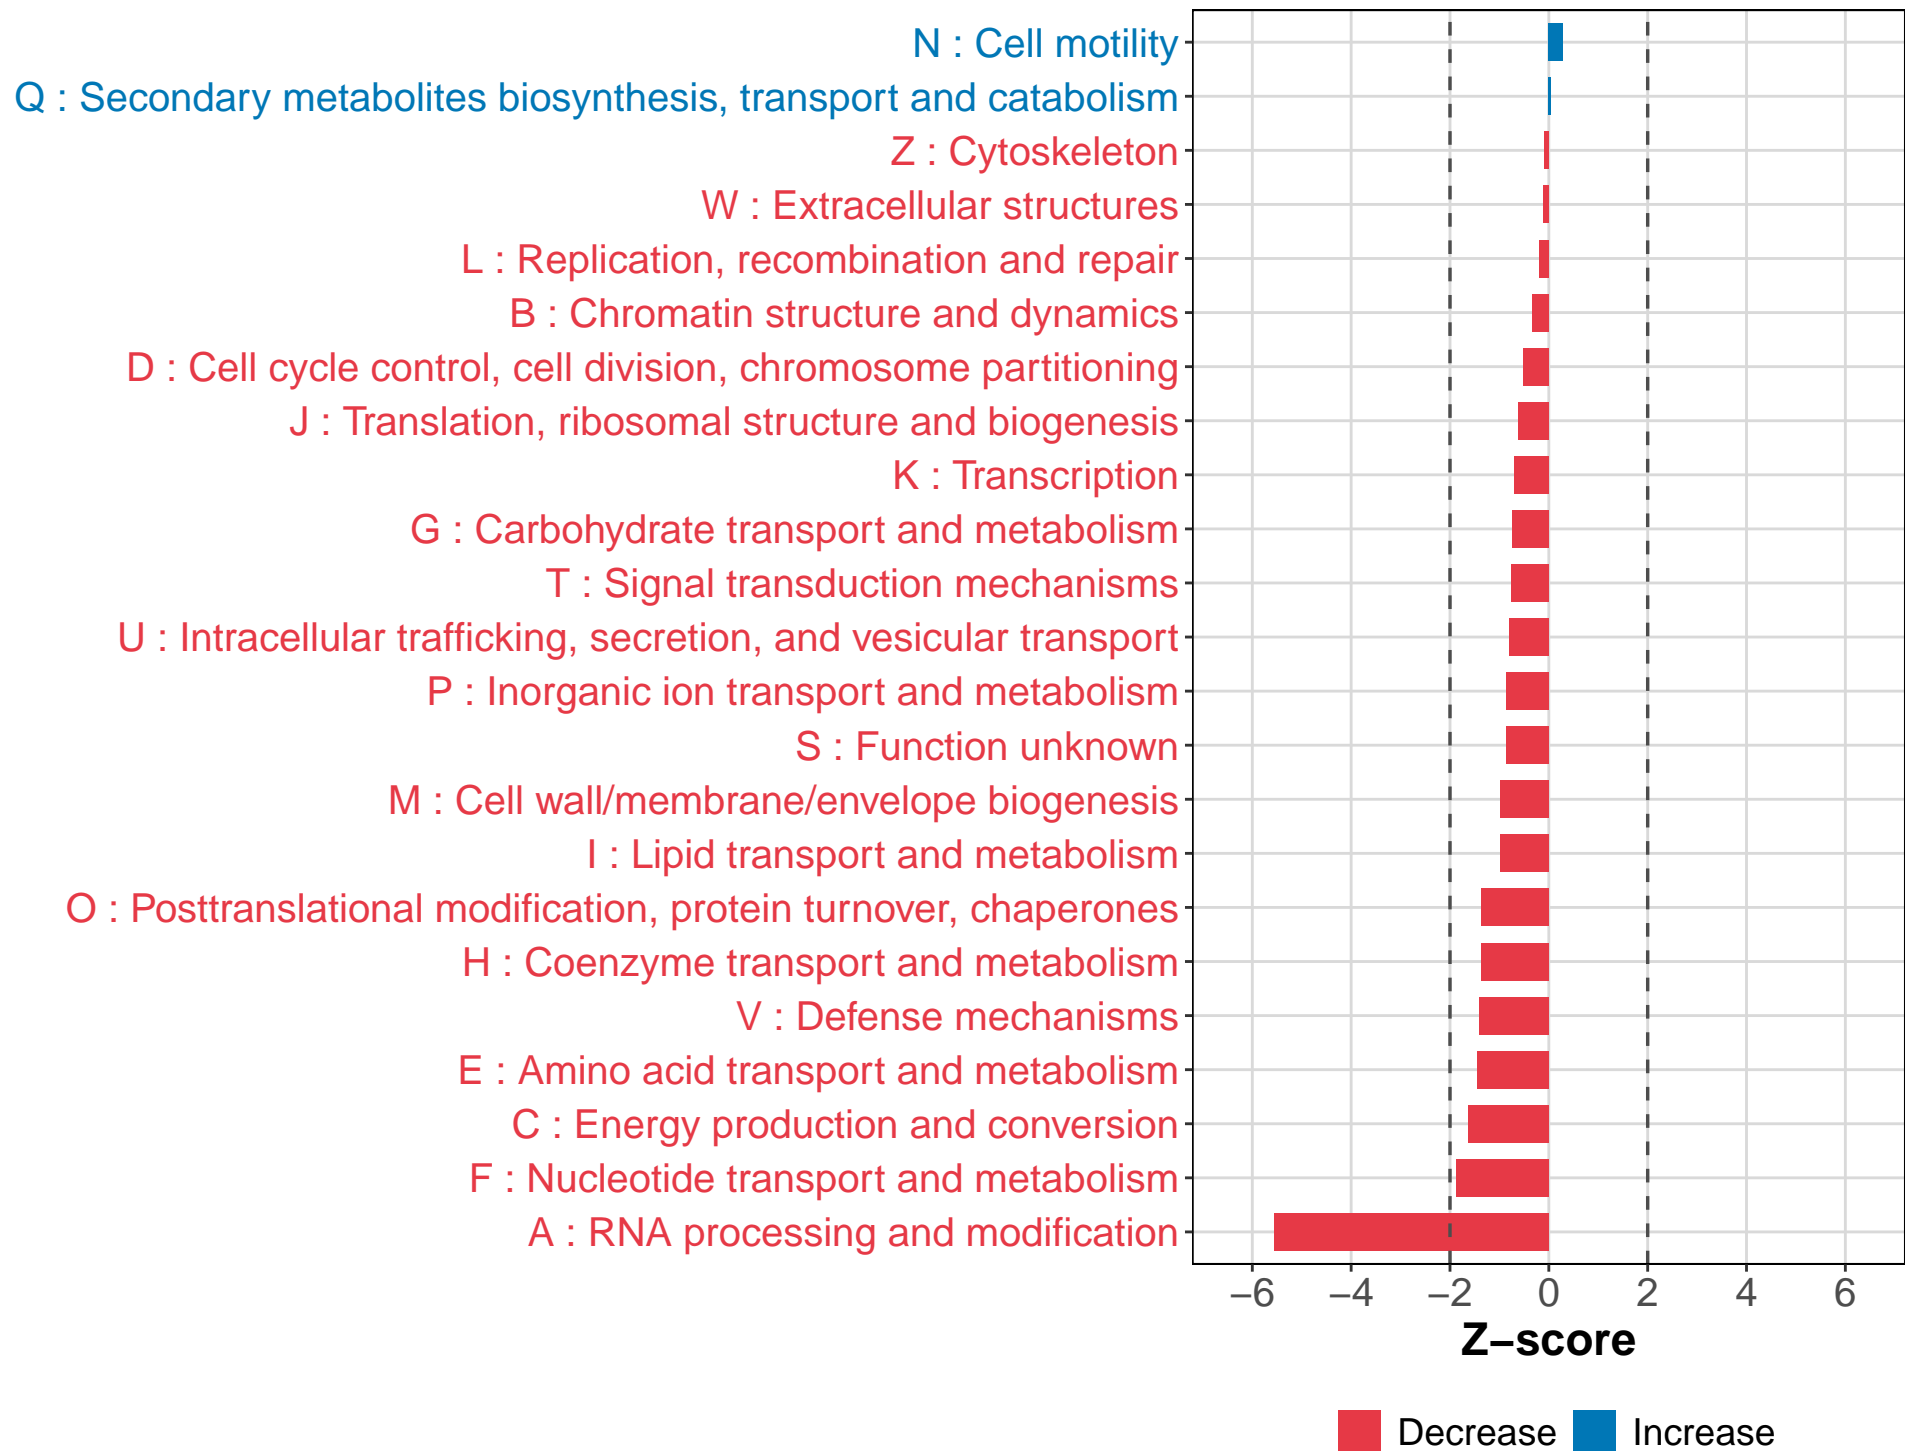 N : Cell motility
Q : Secondary metabolites biosynthesis, transport and catabolism
Z : Cytoskeleton
W : Extracellular structures
L : Replication, recombination and repair
B : Chromatin structure and dynamics
D : Cell cycle control, cell division, chromosome partitioning
J : Translation, ribosomal structure and biogenesis
K : Transcription
G : Carbohydrate transport and metabolism
T : Signal transduction mechanisms
U : Intracellular trafficking, secretion, and vesicular transport
P : Inorganic ion transport and metabolism
S : Function unknown
M : Cell wall/membrane/envelope biogenesis
I : Lipid transport and metabolism
O : Posttranslational modification, protein turnover, chaperones
H : Coenzyme transport and metabolism
V : Defense mechanisms
E : Amino acid transport and metabolism
C : Energy production and conversion
F : Nucleotide transport and metabolism
A : RNA processing and modification
−6 −4 −2 0 2 4 6
Z−score
Decrease Increase